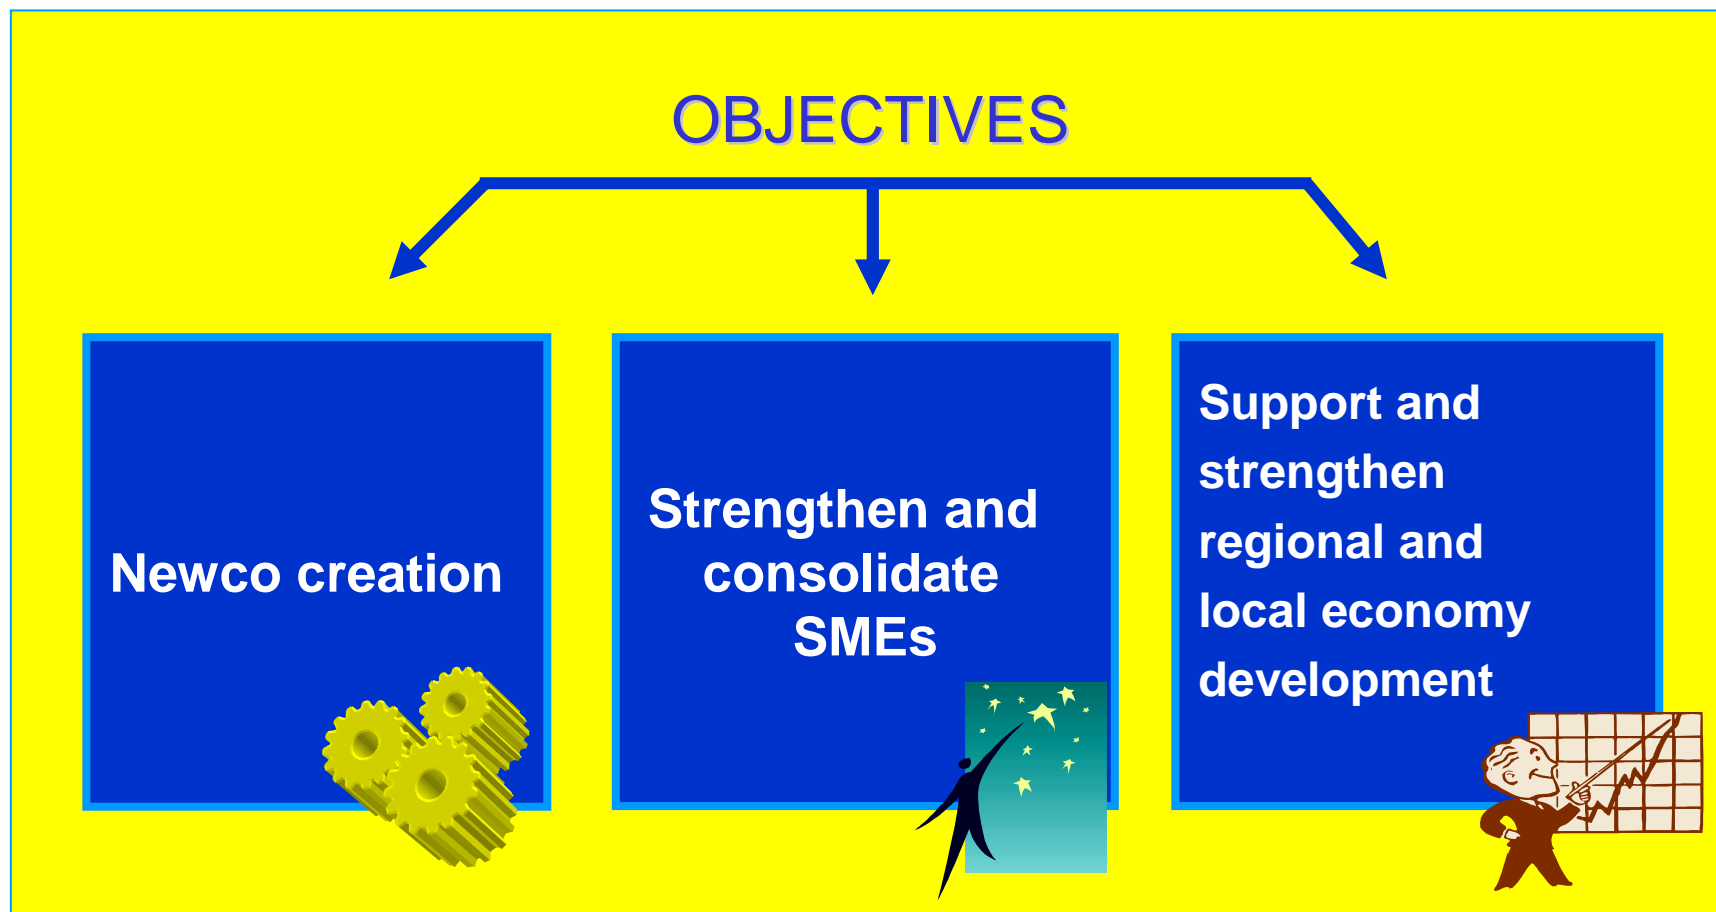 OBJECTIVES
Newco creation
Strengthen and
consolidate
SMEs
Support and
strengthen
regional and
local economy
development